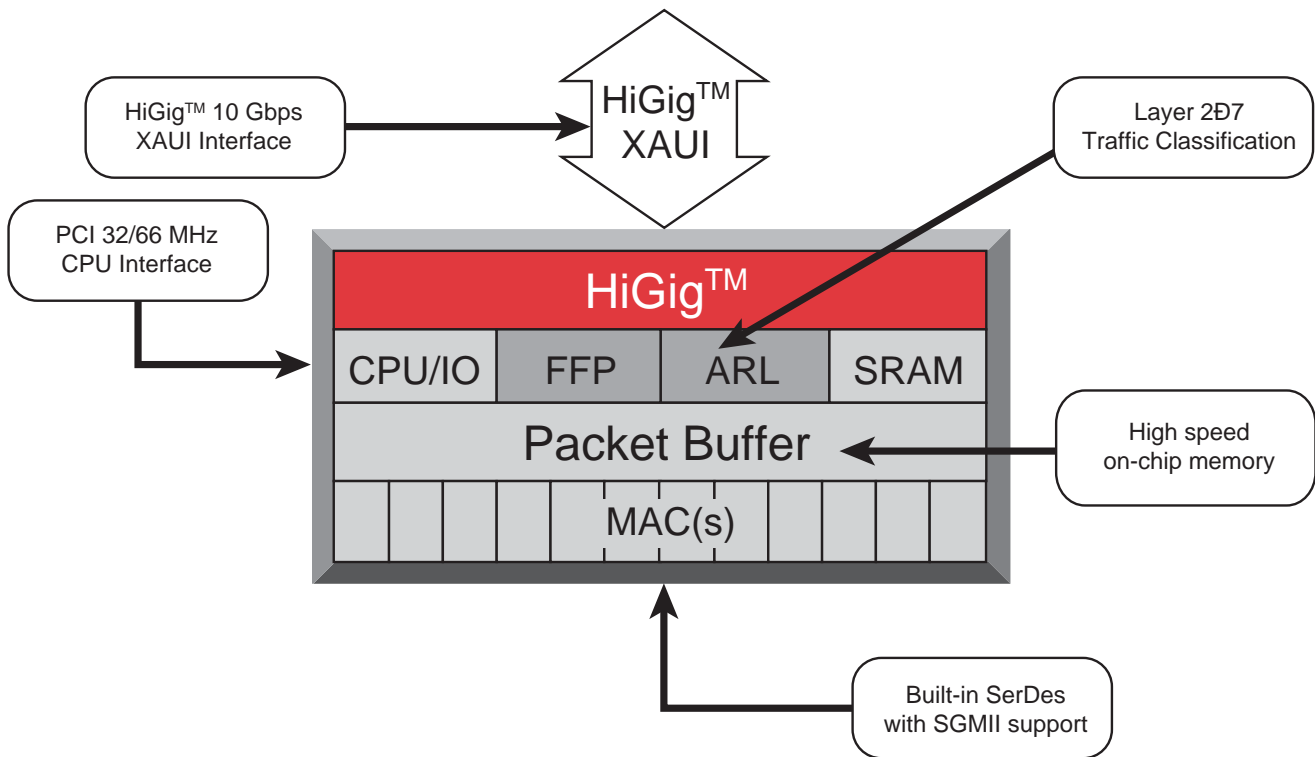 HiGig™
XAUI
HiGig™ 10 Gbps
XAUI Interface
Layer 2Ð7
Traffic Classification
PCI 32/66 MHz
CPU Interface
HiGig™
CPU/IO
FFP
ARL
SRAM
Packet Buffer
High speed
on-chip memory
MAC(s)
Built-in SerDes
with SGMII support